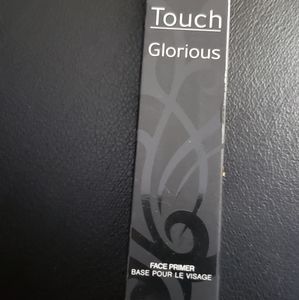 Touch
Glorious
FACE PRIMER
BASE POUR LE VISAGE